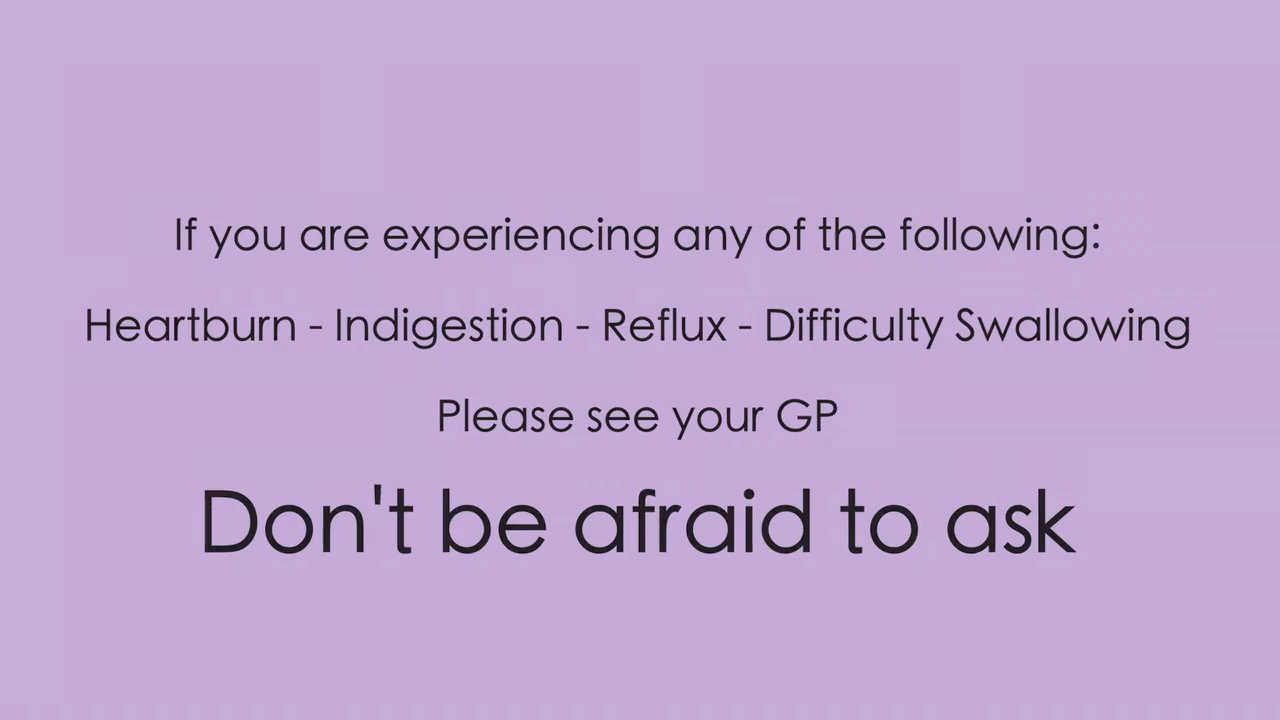 If you are experiencing any of the following:
Heartburn - Indigestion - Reflux - Difficulty Swallowing
Please see your GP
Don't be afraid to ask